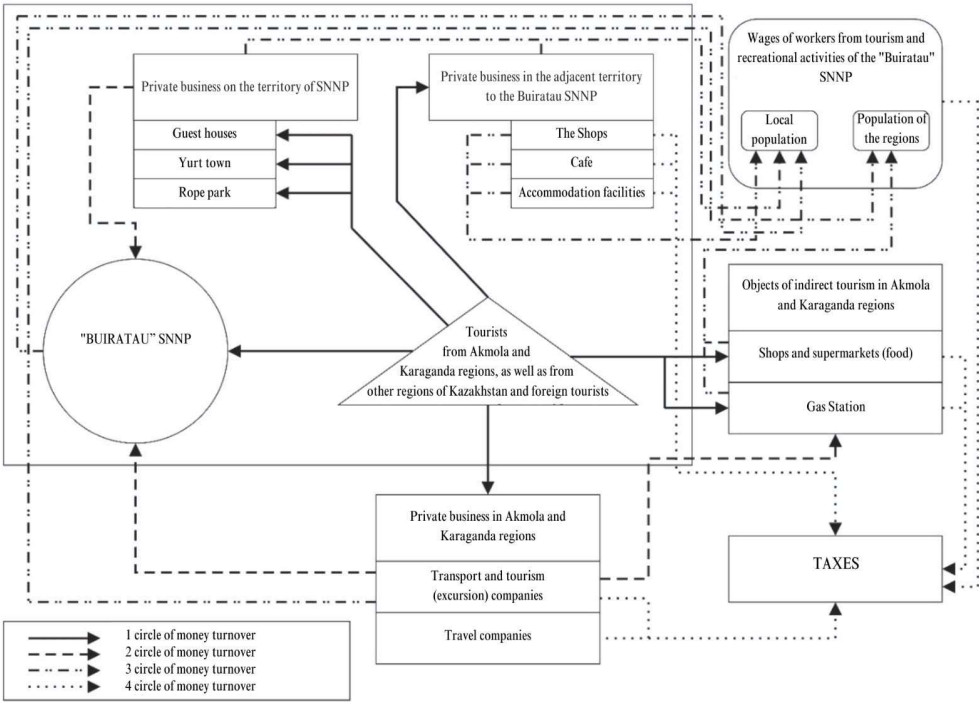 Private business on the territory of SNNP
Guest houses
Yurt town
Rope park
Private business in the adjacent territory
to the Buiratau SNNP
The Shops
Cafe
Accommodation facilities
Wages of workers from tourism and
recreational activities of the "Buiratau"
SNNP
Local
population
Population of
the regions
"BUIRATAU” SNNP
Tourists
from Akmola and
Karaganda regions, as well as from
other regions of Kazakhstan and foreign tourists
Objects of indirect tourism in Akmola
and Karaganda regions
Shops and supermarkets (food)
Gas Station
Private business in Akmola and
Karaganda regions
Transport and tourism
(excursion) companies
Travel companies
TAXES
1 circle of money turnover
2 circle of money turnover
3 circle of money turnover
4 circle of money turnover